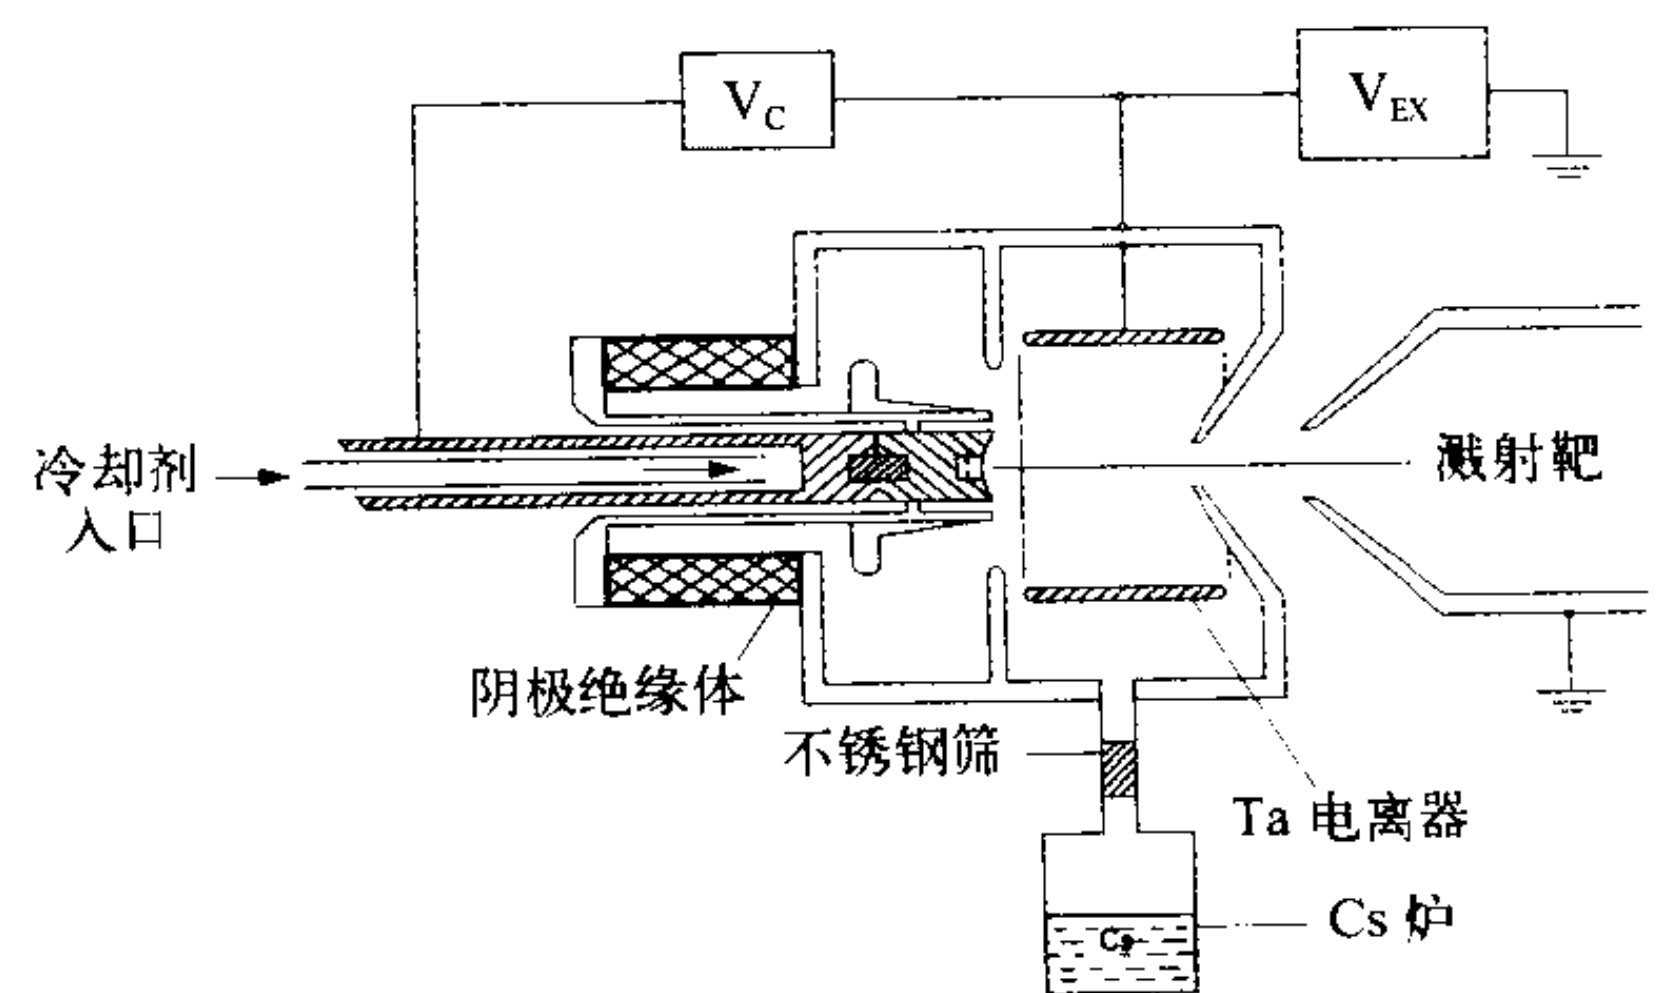 V_C
V_EX
冷却剂
入口
溅射靶
阴极绝缘体
不锈钢筛
Ta 电离器
Cs 炉
Cs